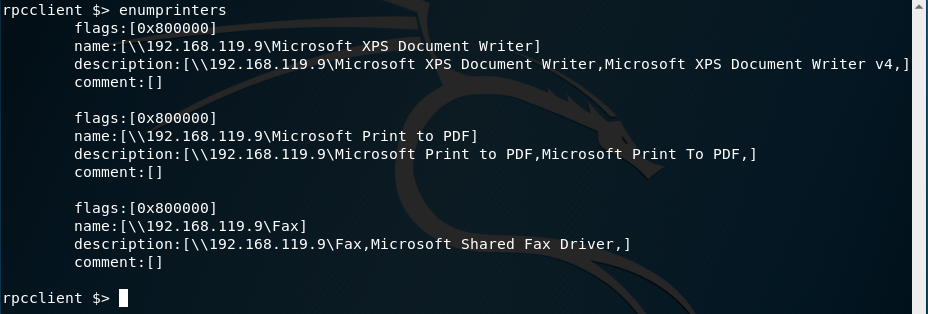 rpcclient $> enumprinters
flags:[0x800000]
name:[\\192.168.119.9\Microsoft XPS Document Writer]
description:[\\192.168.119.9\Microsoft XPS Document Writer,Microsoft XPS Document Writer v4,]
comment:[]
flags:[0x800000]
name:[\\192.168.119.9\Microsoft Print to PDF]
description:[\\192.168.119.9\Microsoft Print to PDF,Microsoft Print To PDF,]
comment:[]
flags:[0x800000]
name:[\\192.168.119.9\Fax]
description:[\\192.168.119.9\Fax,Microsoft Shared Fax Driver,]
comment:[]
rpcclient $>